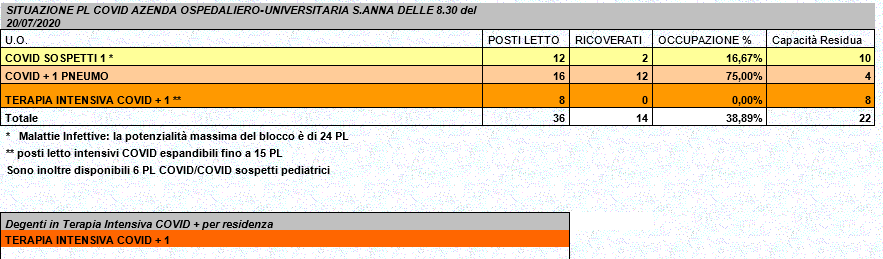 SITUAZIONE PL COVID AZENDA OSPEDALIERO-UNIVERSITARIA S.ANNA DELLE 8.30 del
20/07/2020
U.O. POSTI LETTO RICOVERATI OCCUPAZIONE % Capacità Residua
COVID SOSPETTI 1 * 12 2 16,67% 10
COVID + 1 PNEUMO 16 12 75,00% 4
TERAPIA INTENSIVA COVID + 1 ** 8 0 0,00% 8
Totale 36 14 38,89% 22
* Malattie Infettive: la potenzialità massima del blocco è di 24 PL
** posti letto intensivi COVID espandibili fino a 15 PL
Sono inoltre disponibili 6 PL COVID/COVID sospetti pediatrici
Degenti in Terapia Intensiva COVID + per residenza
TERAPIA INTENSIVA COVID + 1